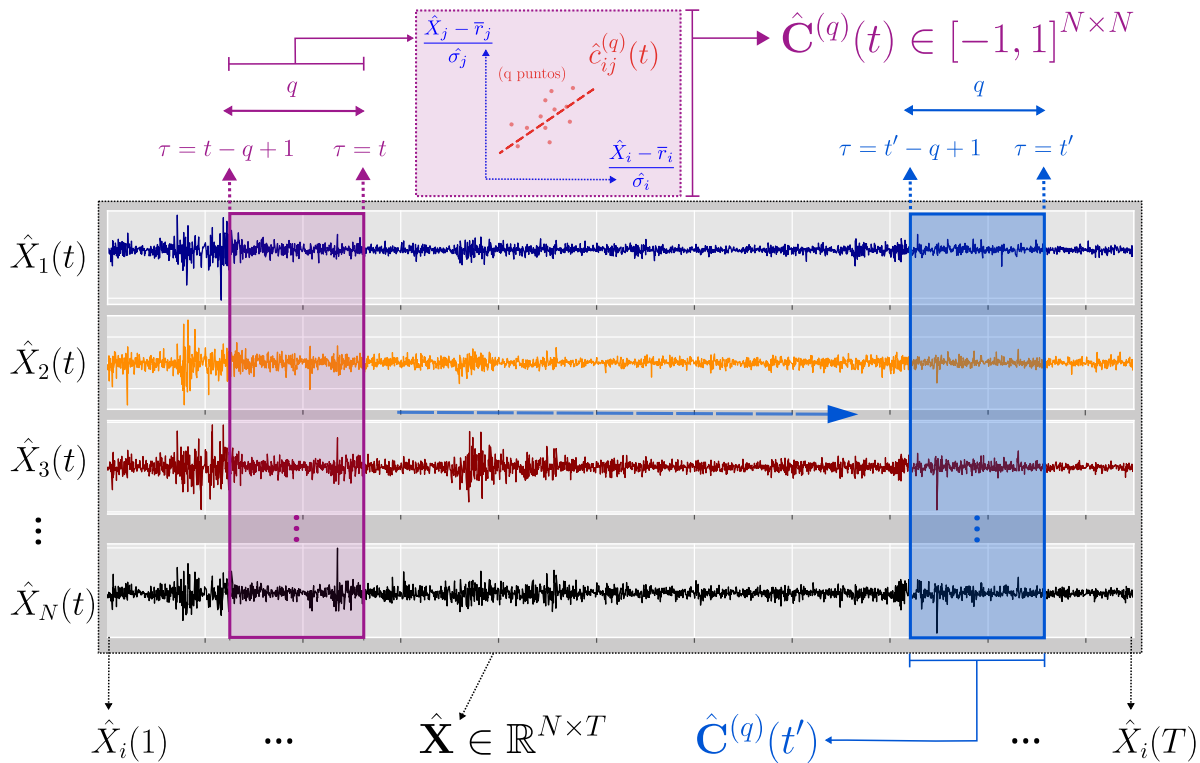 X̂_j − r̅_j
σ̂_j
ĉ_ij^(q)(t)
(q puntos)
X̂_i − r̅_i
σ̂_i
Ĉ^(q)(t) ∈ [−1, 1]^{N×N}
q
q
τ = t − q + 1
τ = t
τ = t′ − q + 1
τ = t′
X̂_1(t)
X̂_2(t)
X̂_3(t)
⋮
X̂_N(t)
X̂_i(1)
...
X̂ ∈ ℝ^{N×T}
Ĉ^(q)(t′)
...
X̂_i(T)